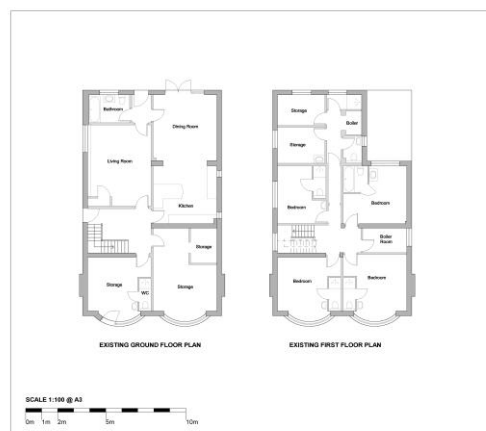 Bathroom
Dining Room
Living Room
Kitchen
Storage
Storage
WC
Storage
EXISTING GROUND FLOOR PLAN
Storage
Boiler
Storage
Bedroom
Bedroom
Boiler
Room
Bedroom
Bedroom
EXISTING FIRST FLOOR PLAN
SCALE 1:100 @ A3
0m 1m 2m 5m 10m